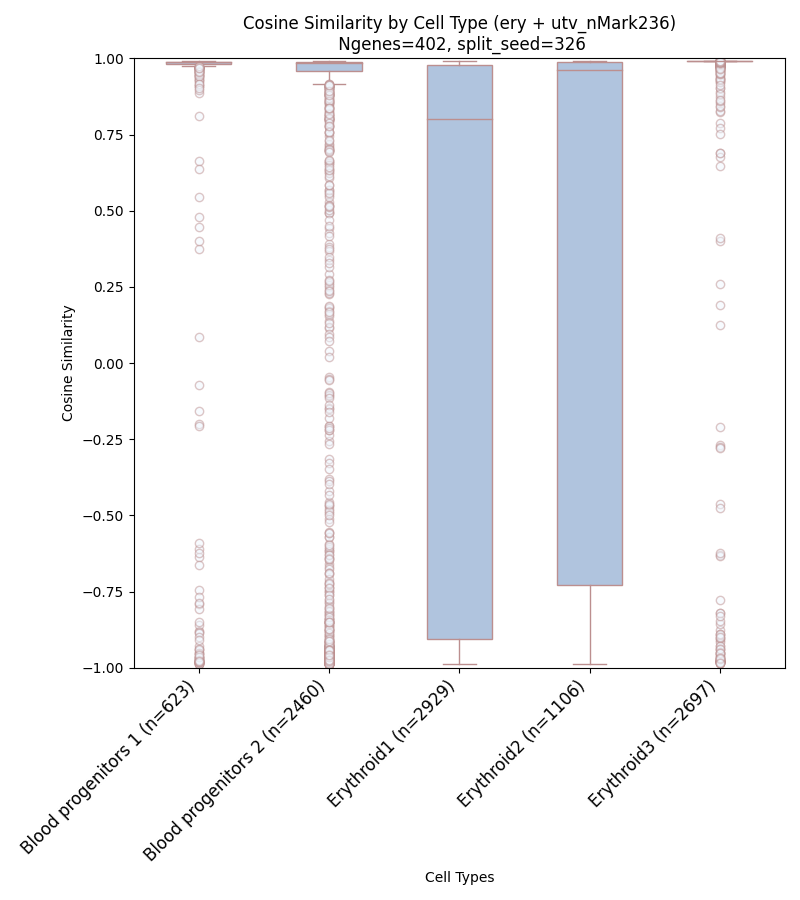 Cosine Similarity by Cell Type (ery + utv_nMark236)
Ngenes=402, split_seed=326
1.00
0.75
0.50
0.25
0.00
−0.25
−0.50
−0.75
−1.00
Cosine Similarity
Blood progenitors 1 (n=623)
Blood progenitors 2 (n=2460)
Erythroid1 (n=2929)
Erythroid2 (n=1106)
Erythroid3 (n=2697)
Cell Types